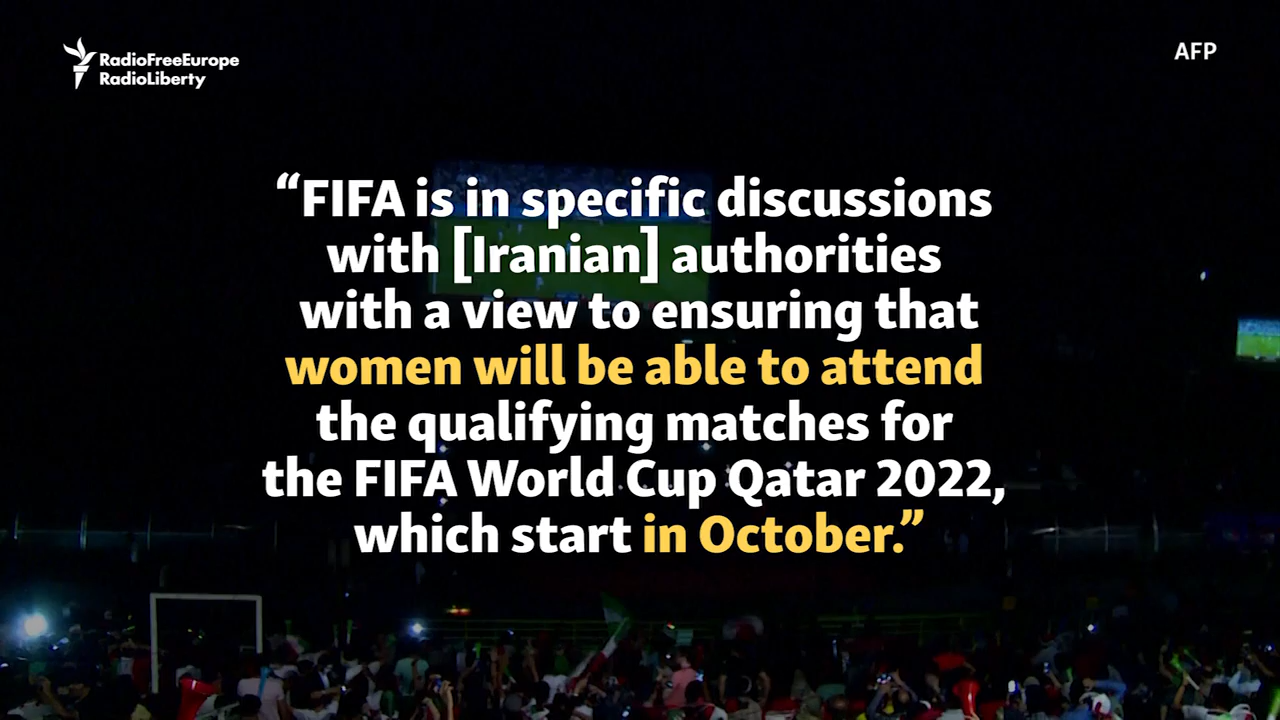 RadioFreeEurope
RadioLiberty
AFP
“FIFA is in specific discussions
with [Iranian] authorities
with a view to ensuring that
women will be able to attend
the qualifying matches for
the FIFA World Cup Qatar 2022,
which start in October.”